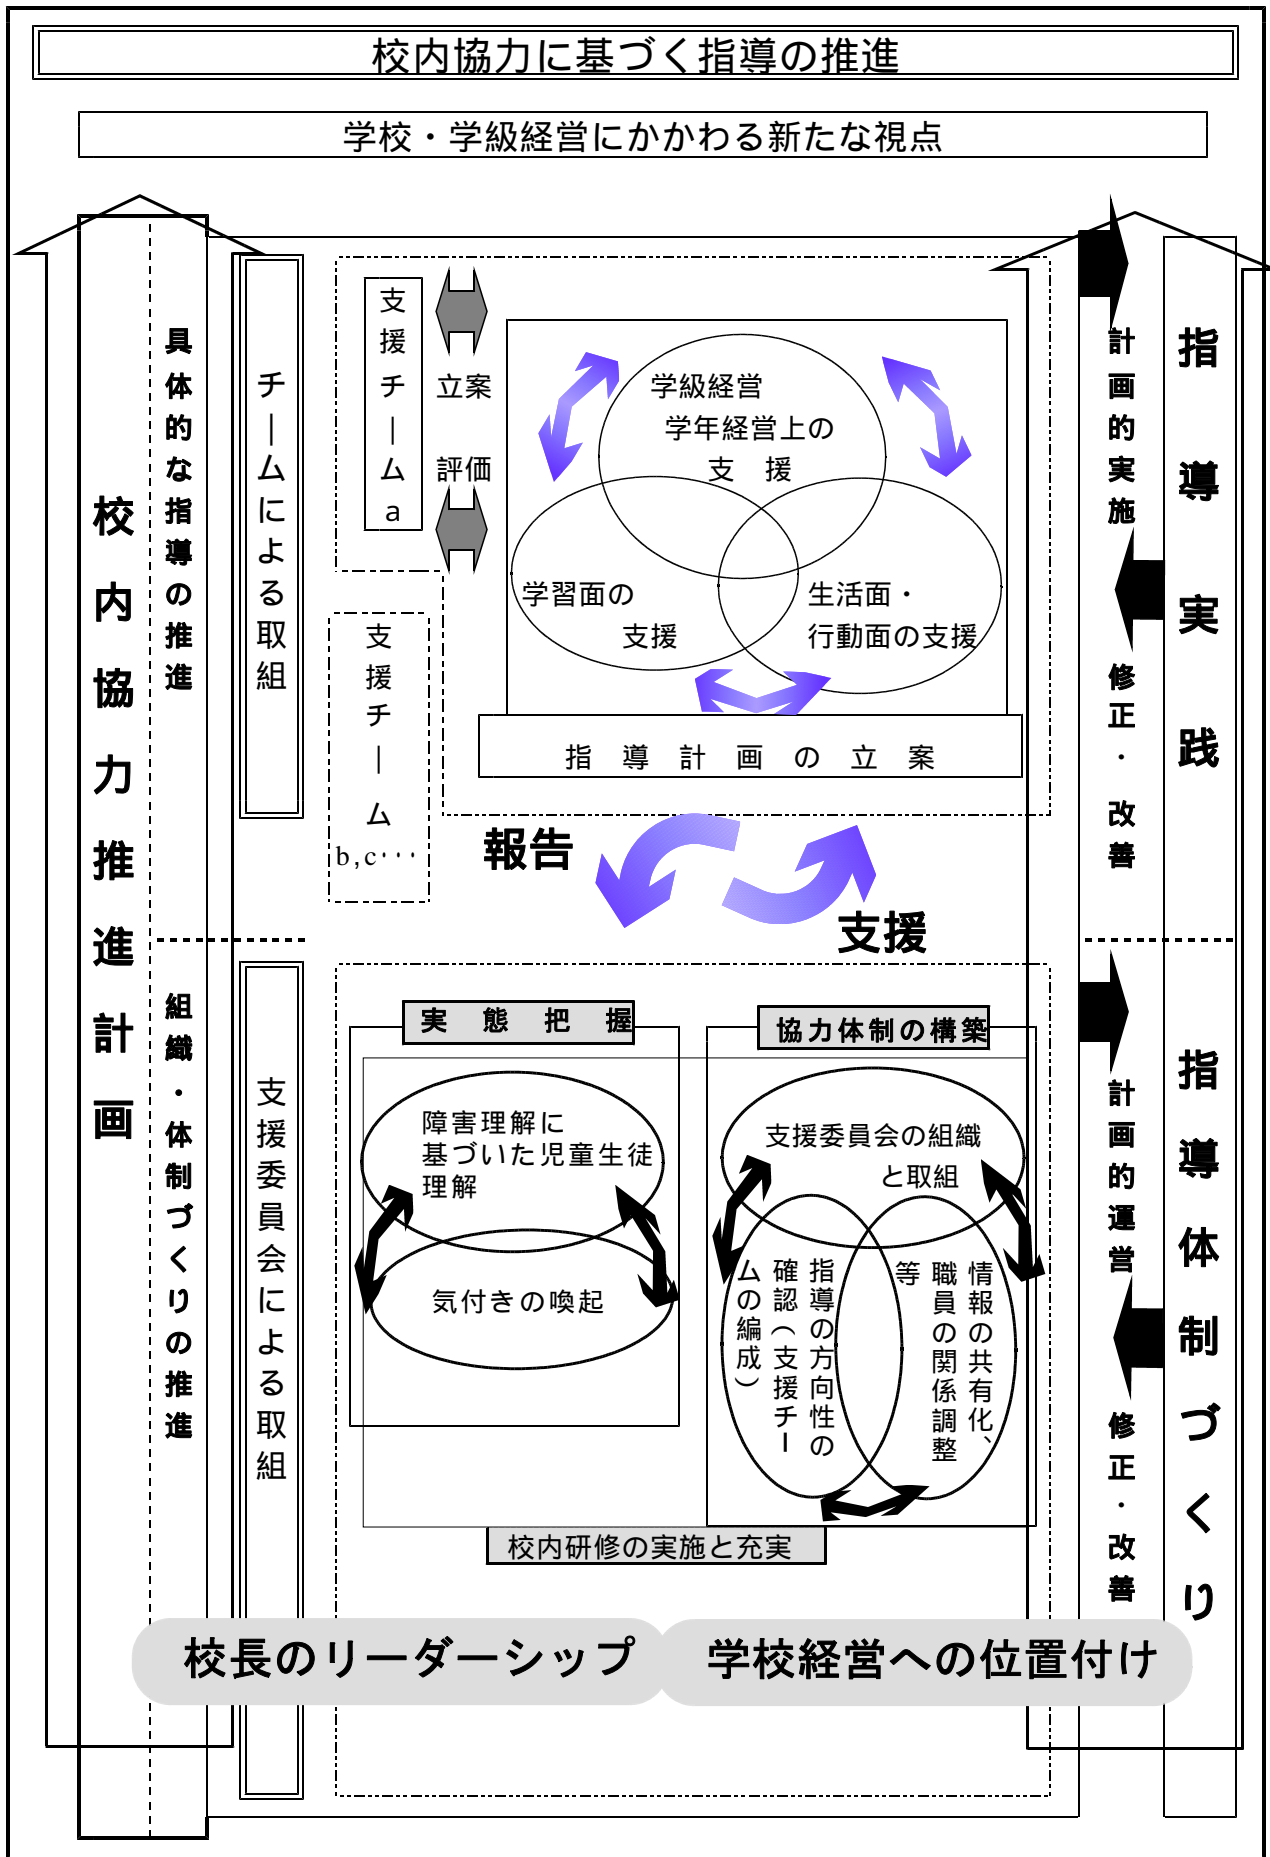 校内協力に基づく指導の推進
学校・学級経営にかかわる新たな視点
校内協力推進計画
具体的な指導の推進
組織・体制づくりの推進
チームによる取組
支援委員会による取組
支援チームa
立案
評価
支援チーム
b,c･･･
学級経営
学年経営上の
支 援
学習面の
支援
生活面・
行動面の支援
指導計画の立案
報告
支援
実態把握
障害理解に
基づいた児童生徒
理解
気付きの喚起
協力体制の構築
支援委員会の組織
と取組
指導の方向性の
確認（支援チー
ムの編成）
情報の共有化、
職員の関係調整
等
校内研修の実施と充実
計画的実施
修正・改善
計画的運営
修正・改善
指導実践
指導体制づくり
校長のリーダーシップ
学校経営への位置付け